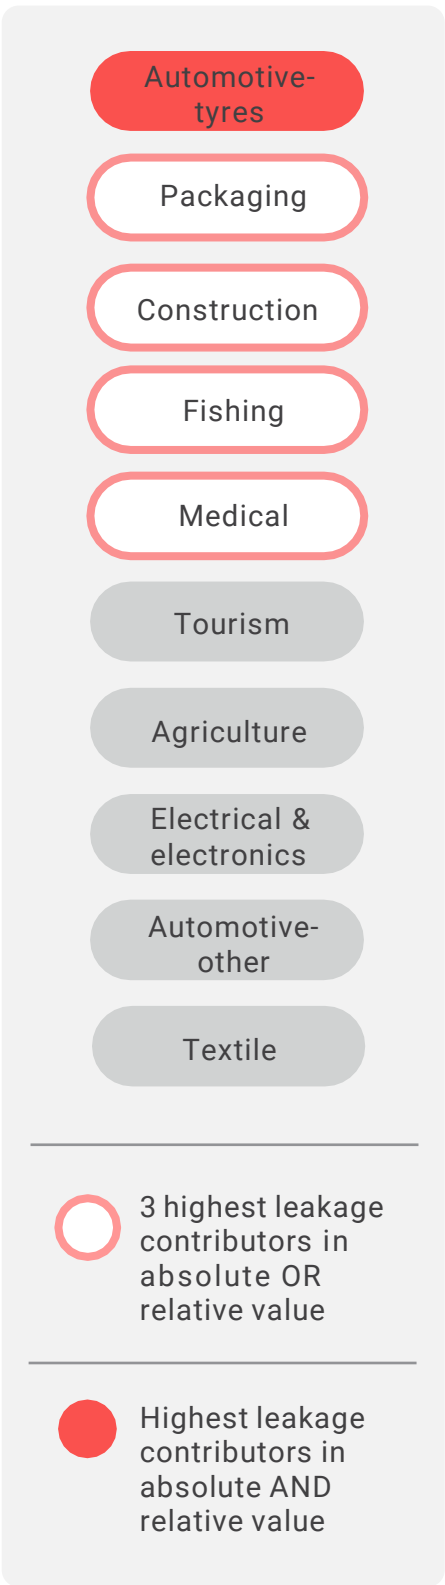 Automotive-
tyres
Packaging
Construction
Fishing
Medical
Tourism
Agriculture
Electrical &
electronics
Automotive-
other
Textile
3 highest leakage
contributors in
absolute OR
relative value
Highest leakage
contributors in
absolute AND
relative value